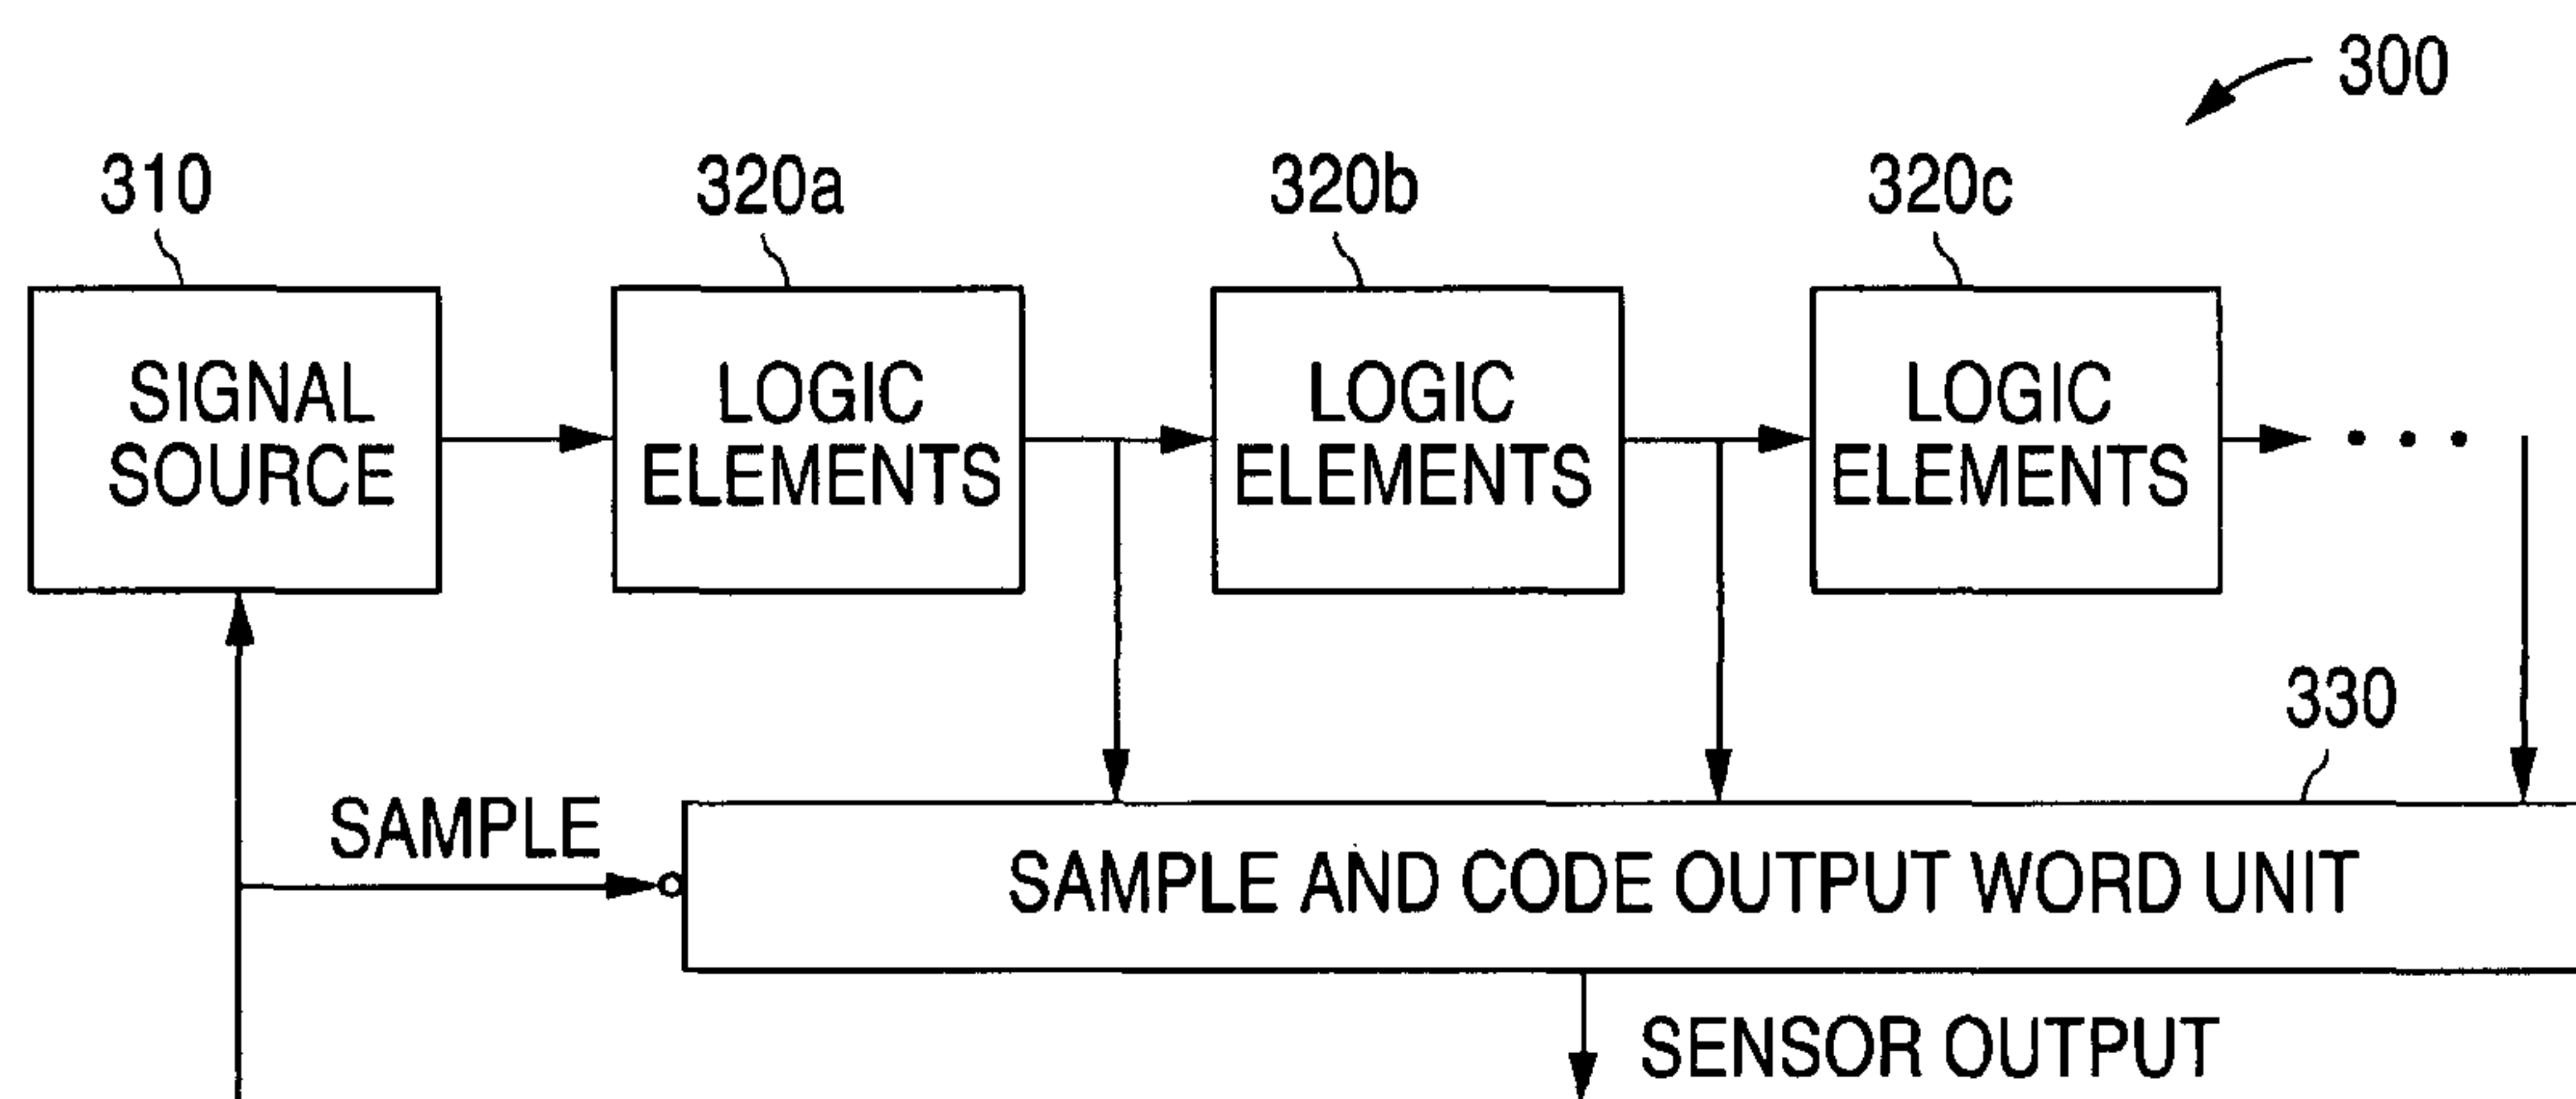 300
310
320a
320b
320c
SIGNAL
SOURCE
LOGIC
ELEMENTS
LOGIC
ELEMENTS
LOGIC
ELEMENTS
330
SAMPLE
SAMPLE AND CODE OUTPUT WORD UNIT
SENSOR OUTPUT